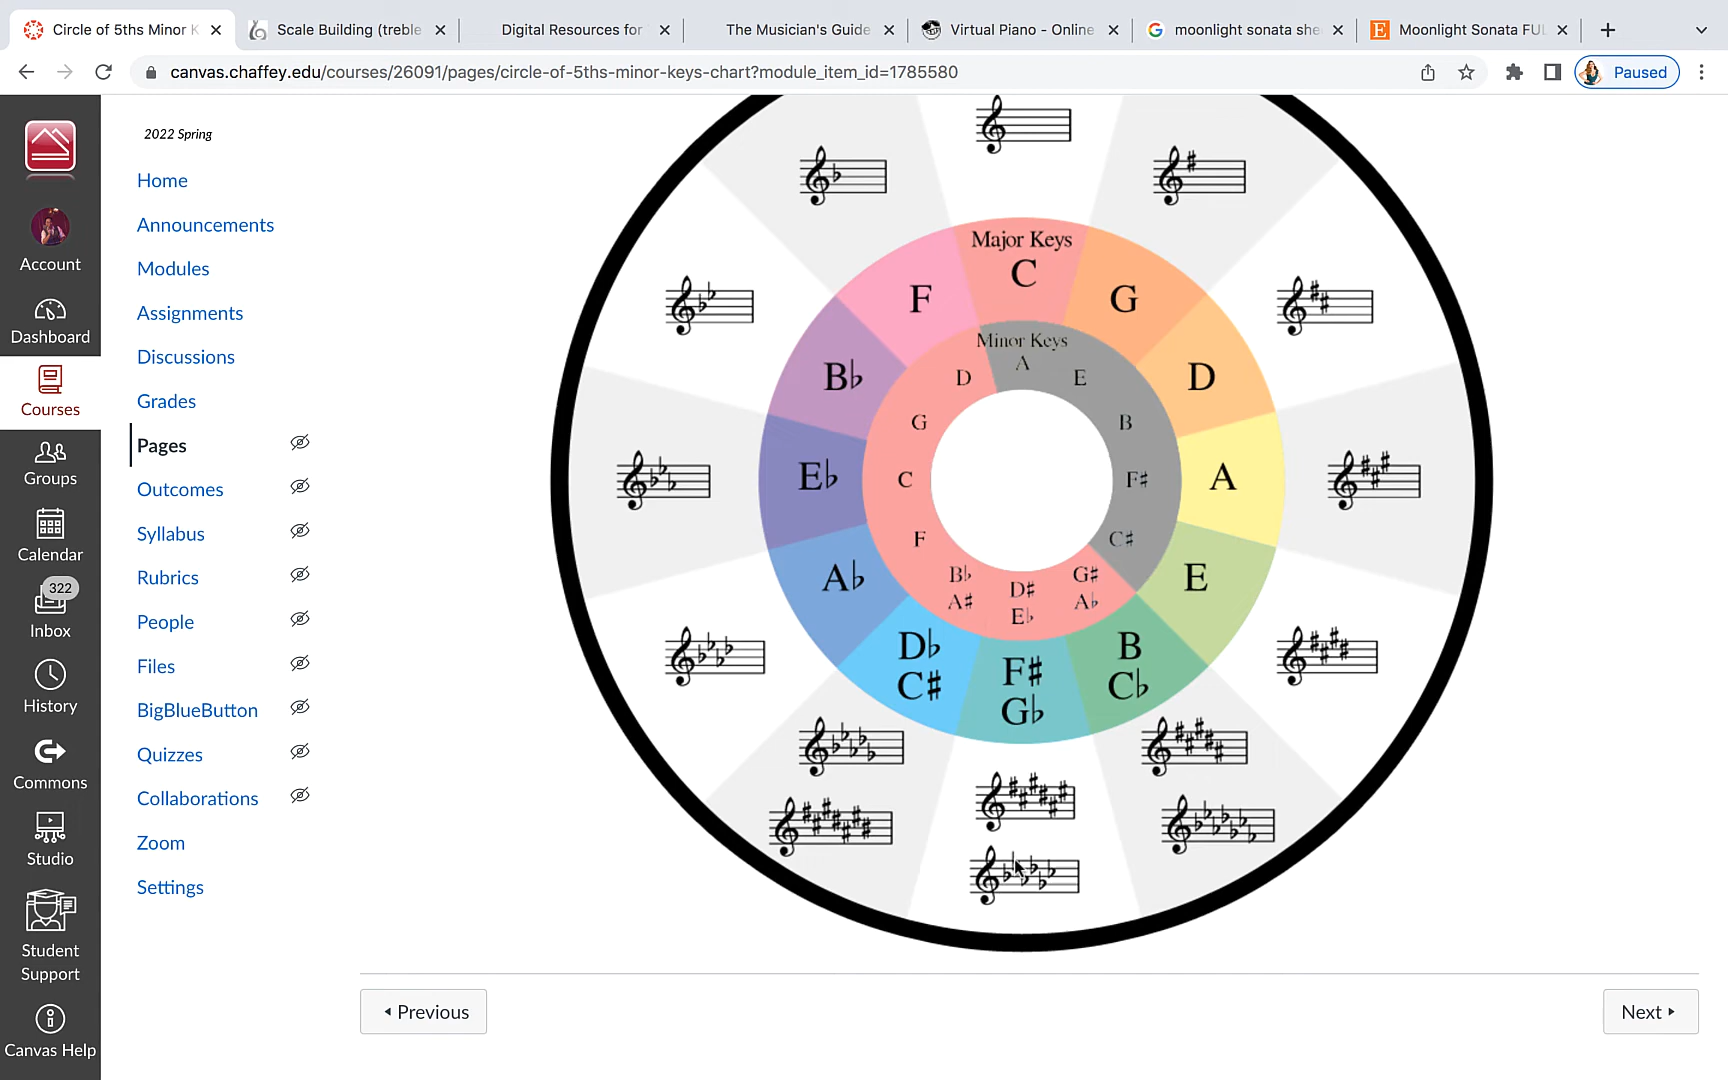 Circle of 5ths Minor K
Scale Building (treble
Digital Resources for
The Musician's Guide
Virtual Piano - Online
moonlight sonata she
Moonlight Sonata FUL
canvas.chaffey.edu/courses/26091/pages/circle-of-5ths-minor-keys-chart?module_item_id=1785580
Paused
Account
Dashboard
Courses
Groups
Calendar
322
Inbox
History
Commons
Studio
Student
Support
Canvas Help
2022 Spring
Home
Announcements
Modules
Assignments
Discussions
Grades
Pages
Outcomes
Syllabus
Rubrics
People
Files
BigBlueButton
Quizzes
Collaborations
Zoom
Settings
Major Keys
C
F
G
B♭
D
E♭
A
A♭
E
D♭
C♯
F♯
G♭
B
C♭
Minor Keys
A
D
E
G
B
C
F♯
F
C♯
B♭
A♯
D♯
E♭
G♯
A♭
Previous
Next